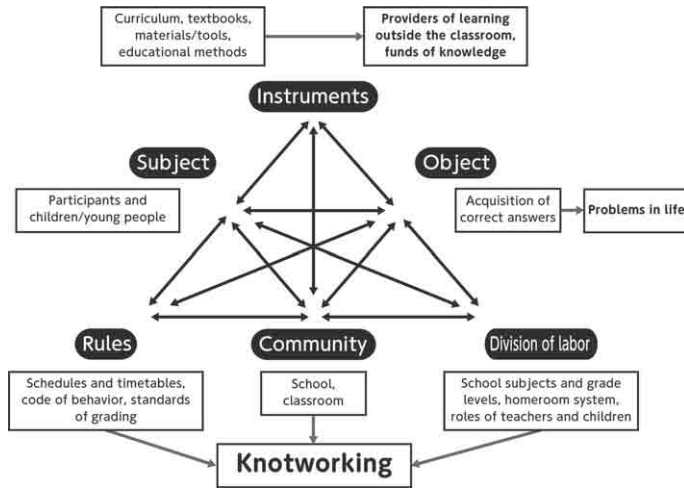 Curriculum, textbooks,
materials/tools,
educational methods
Providers of learning
outside the classroom,
funds of knowledge
Instruments
Subject
Object
Participants and
children/young people
Acquisition of
correct answers
Problems in life
Rules
Community
Division of labor
Schedules and timetables,
code of behavior, standards
of grading
School,
classroom
School subjects and grade
levels, homeroom system,
roles of teachers and children
Knotworking